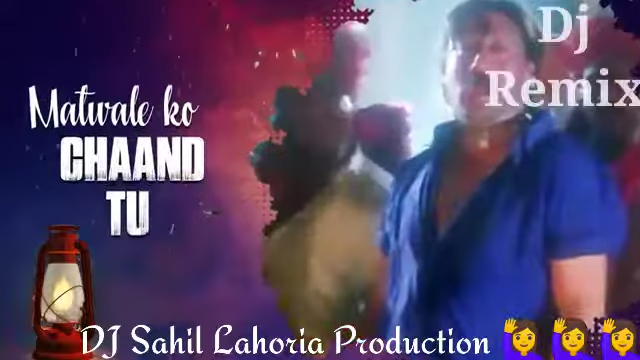 Dj
Remix
Matwale ko
CHAAND
TU
DJ Sahil Lahoria Production 🙋‍♀️🙋‍♀️🙋‍♀️